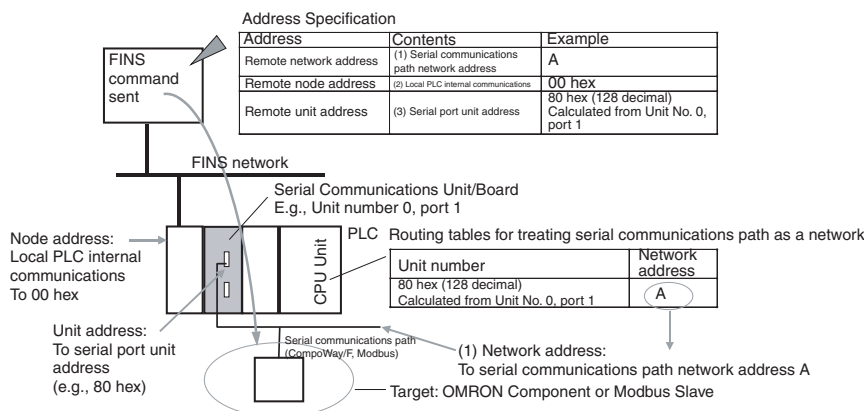 Address Specification
Address Contents Example
Remote network address (1) Serial communications path network address A
Remote node address (2) Local PLC internal communications 00 hex
Remote unit address (3) Serial port unit address 80 hex (128 decimal) Calculated from Unit No. 0, port 1
FINS
command
sent
FINS network
Serial Communications Unit/Board
E.g., Unit number 0, port 1
Node address:
Local PLC internal
communications
To 00 hex
CPU Unit
PLC
Routing tables for treating serial communications path as a network
Unit number Network address
80 hex (128 decimal)
Calculated from Unit No. 0, port 1 A
Unit address:
To serial port unit
address
(e.g., 80 hex)
Serial communications path
(CompoWay/F, Modbus)
(1) Network address:
To serial communications path network address A
Target: OMRON Component or Modbus Slave